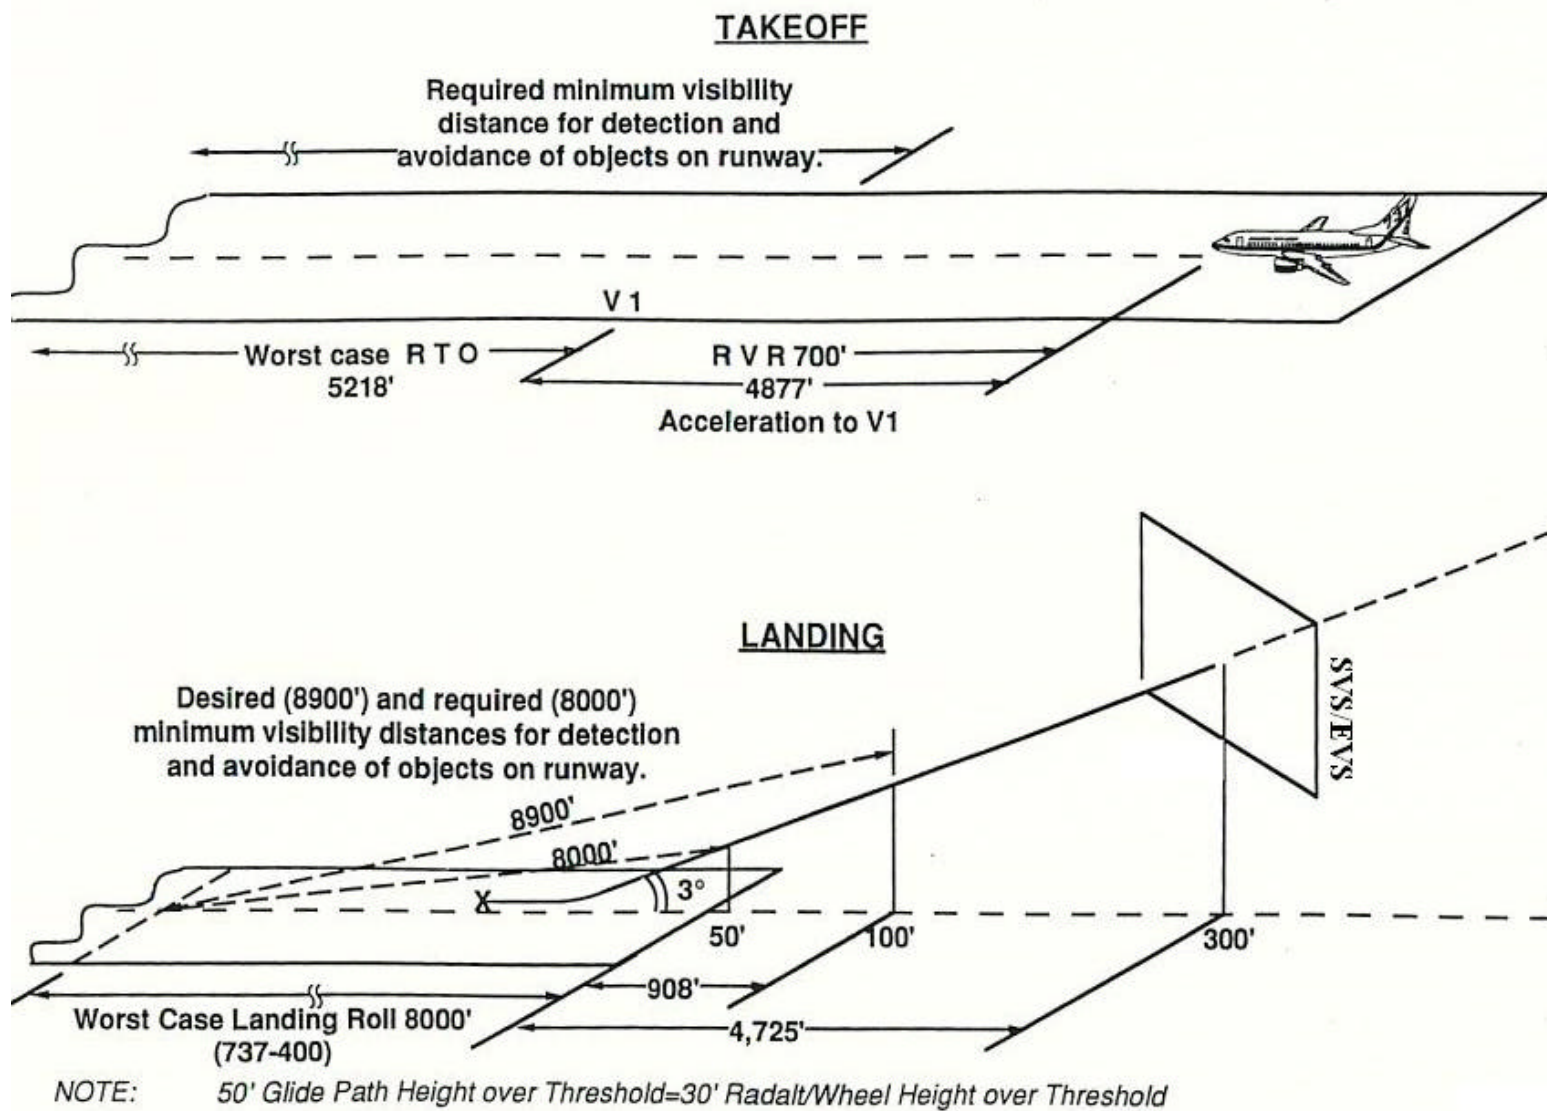 TAKEOFF
Required minimum visibility
distance for detection and
avoidance of objects on runway.
V 1
Worst case R T O
5218'
R V R 700'
4877'
Acceleration to V1
LANDING
SVS/EVS
Desired (8900') and required (8000')
minimum visibility distances for detection
and avoidance of objects on runway.
8900'
8000'
X
3°
50'
100'
300'
908'
4,725'
Worst Case Landing Roll 8000'
(737-400)
NOTE: 50' Glide Path Height over Threshold=30' Radalt/Wheel Height over Threshold